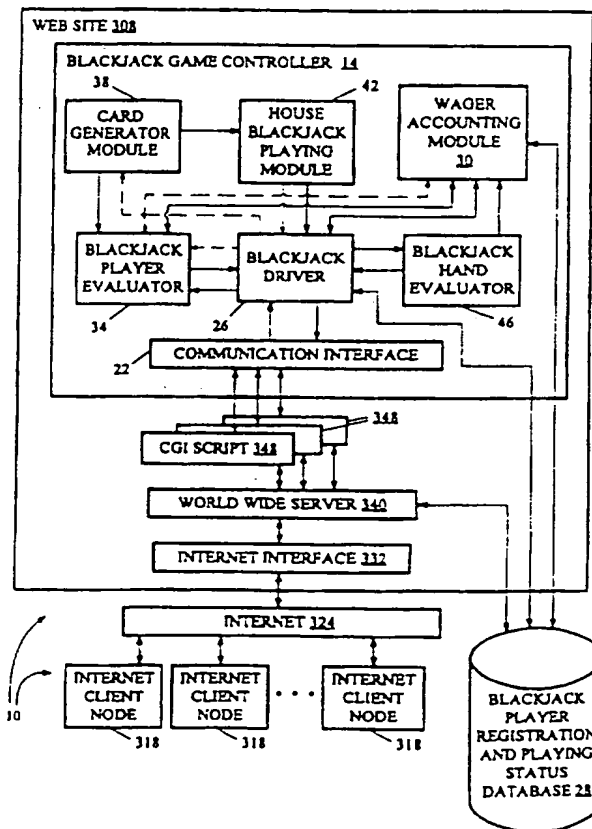 WEB SITE 308
BLACKJACK GAME CONTROLLER 14
38
42
CARD
GENERATOR
MODULE
HOUSE
BLACKJACK
PLAYING
MODULE
WAGER
ACCOUNTING
MODULE
30
BLACKJACK
PLAYER
EVALUATOR
BLACKJACK
DRIVER
BLACKJACK
HAND
EVALUATOR
34
26
46
22
COMMUNICATION INTERFACE
348
CGI SCRIPT 348
WORLD WIDE SERVER 340
INTERNET INTERFACE 332
INTERNET 324
10
INTERNET
CLIENT
NODE
INTERNET
CLIENT
NODE
• • •
INTERNET
CLIENT
NODE
318
318
318
BLACKJACK
PLAYER
REGISTRATION
AND PLAYING
STATUS
DATABASE 28